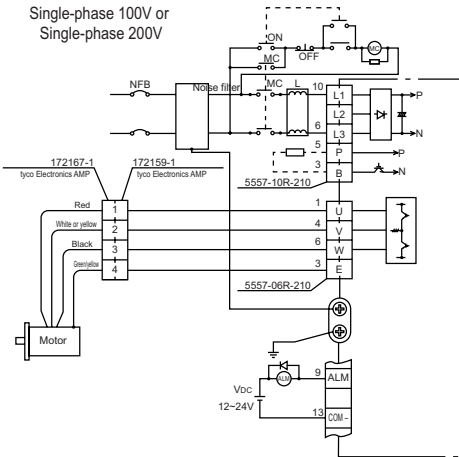 Single-phase 100V or
Single-phase 200V
ON
OFF
MC
MC
NFB
Noise filter
MC
L
10
L1
P
L2
6
L3
N
5
P
P
3
B
N
172167-1
172159-1
tyco Electronics AMP
tyco Electronics AMP
5557-10R-210
Red
1
1
U
White or yellow
2
4
V
Black
3
6
W
Green/yellow
4
3
E
5557-06R-210
Motor
ALM
9
ALM
VDC
12~24V
13
COM −